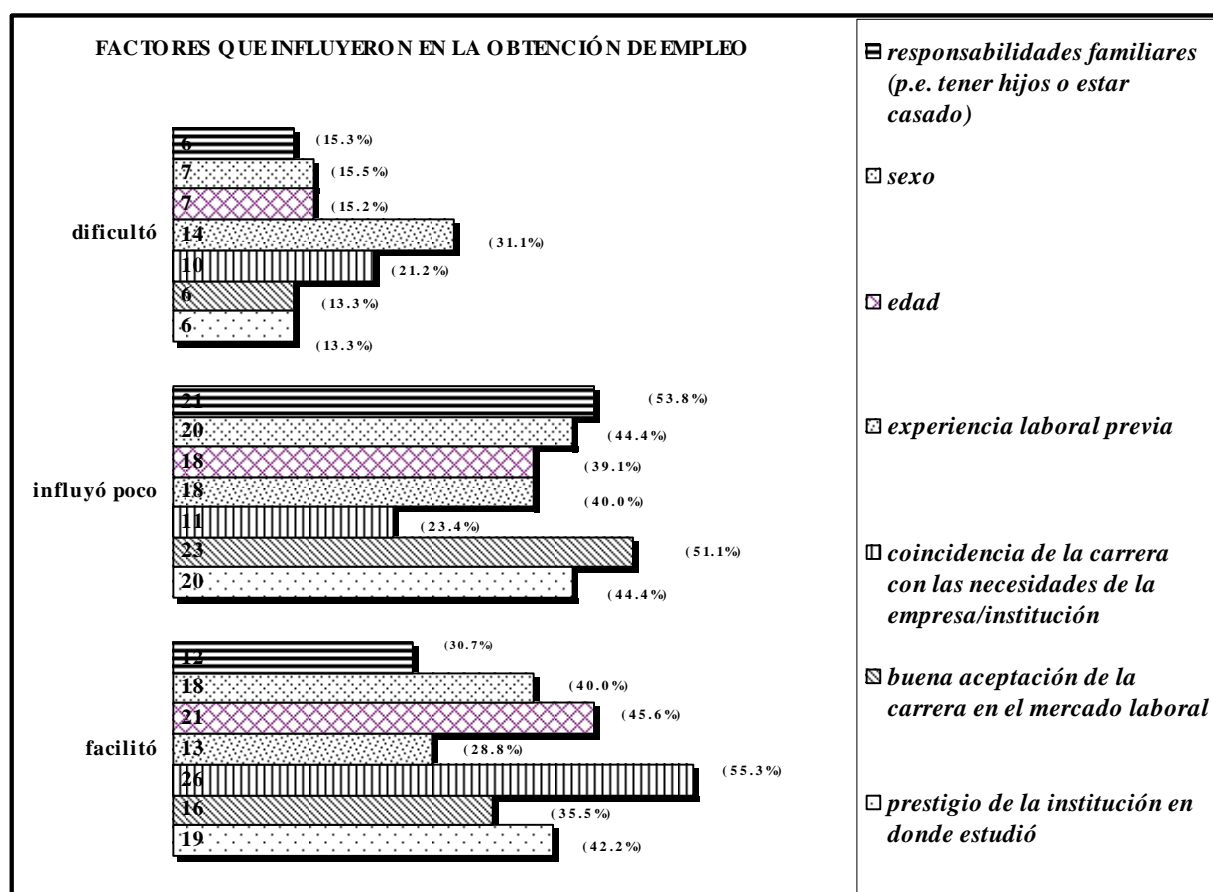 FACTORES QUE INFLUYERON EN LA OBTENCIÓN DE EMPLEO
dificultó
6 (15.3%)
7 (15.5%)
7 (15.2%)
14 (31.1%)
10 (21.2%)
6 (13.3%)
6 (13.3%)
influyó poco
21 (53.8%)
20 (44.4%)
18 (39.1%)
18 (40.0%)
11 (23.4%)
23 (51.1%)
20 (44.4%)
facilitó
12 (30.7%)
18 (40.0%)
21 (45.6%)
13 (28.8%)
26 (55.3%)
16 (35.5%)
19 (42.2%)
responsabilidades familiares
(p.e. tener hijos o estar
casado)
sexo
edad
experiencia laboral previa
coincidencia de la carrera
con las necesidades de la
empresa/institución
buena aceptación de la
carrera en el mercado laboral
prestigio de la institución en
donde estudió